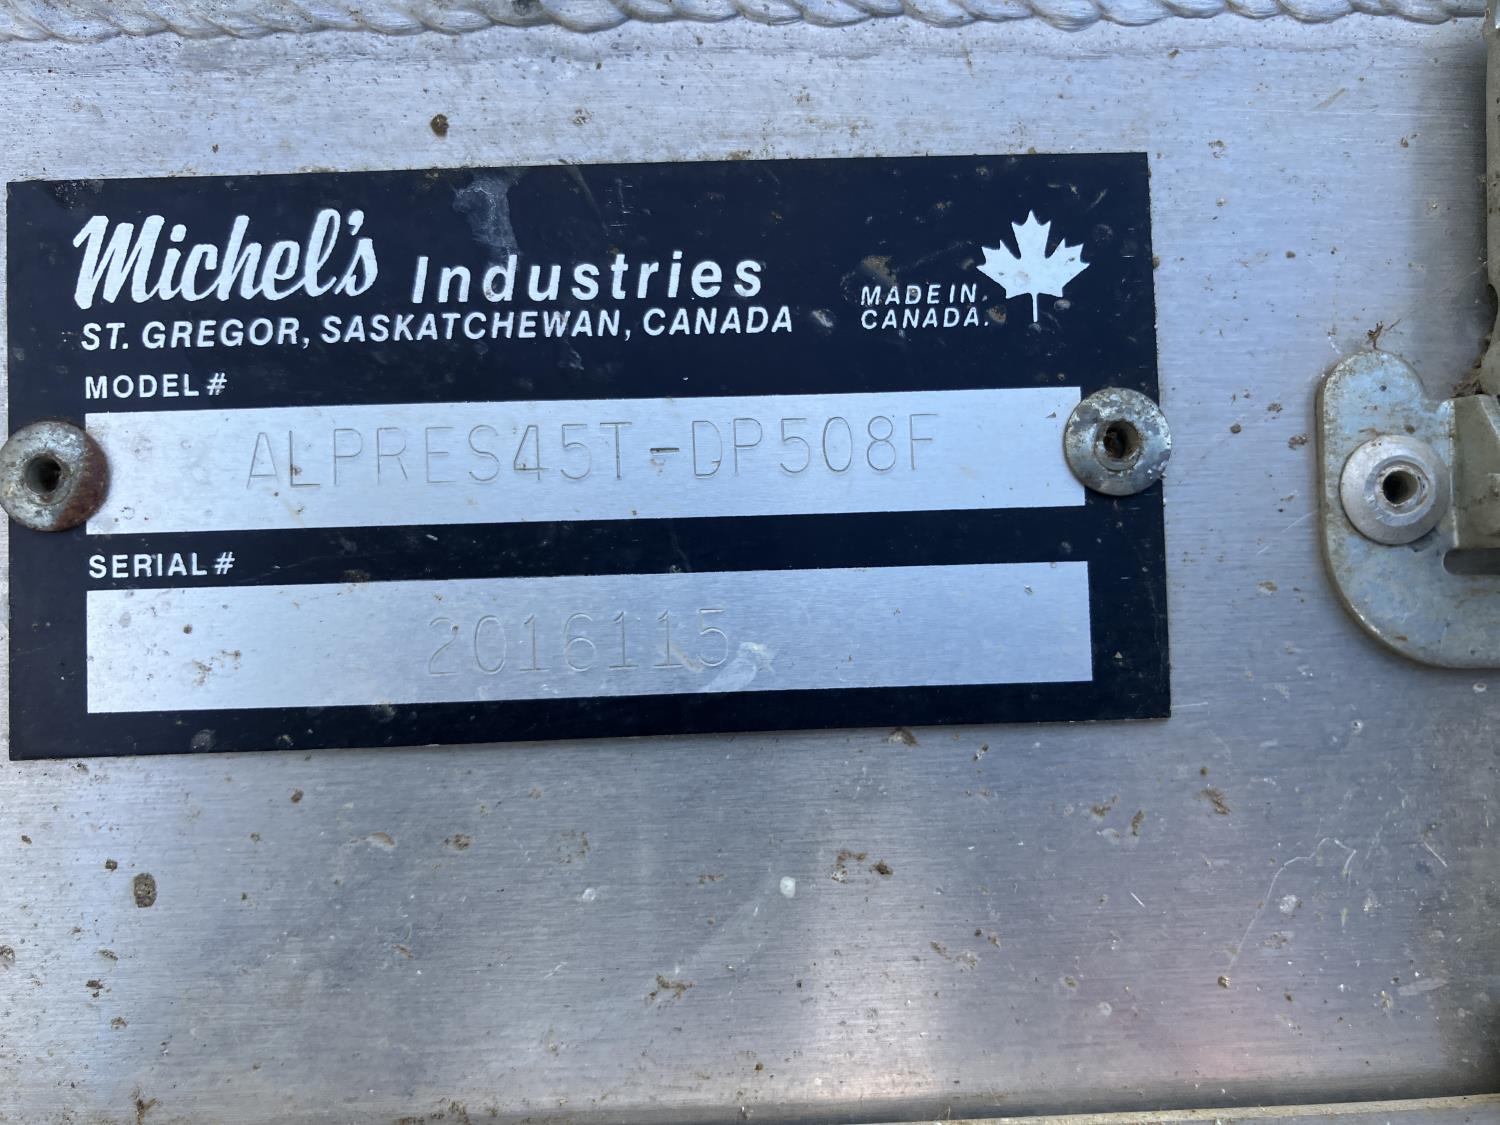 Michel's Industries
ST. GREGOR, SASKATCHEWAN, CANADA
MADE IN
CANADA.
MODEL #
ALPRES45T-DP508F
SERIAL #
2016115